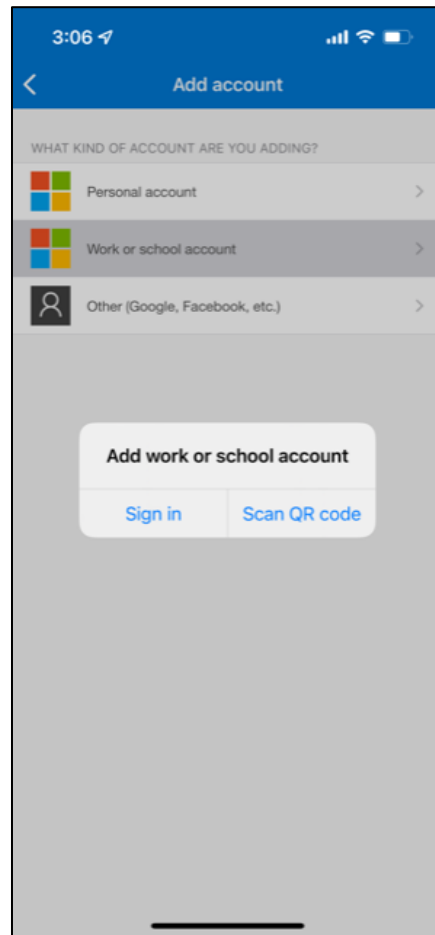 3:06
Add account
WHAT KIND OF ACCOUNT ARE YOU ADDING?
Personal account
Work or school account
Other (Google, Facebook, etc.)
Add work or school account
Sign in Scan QR code